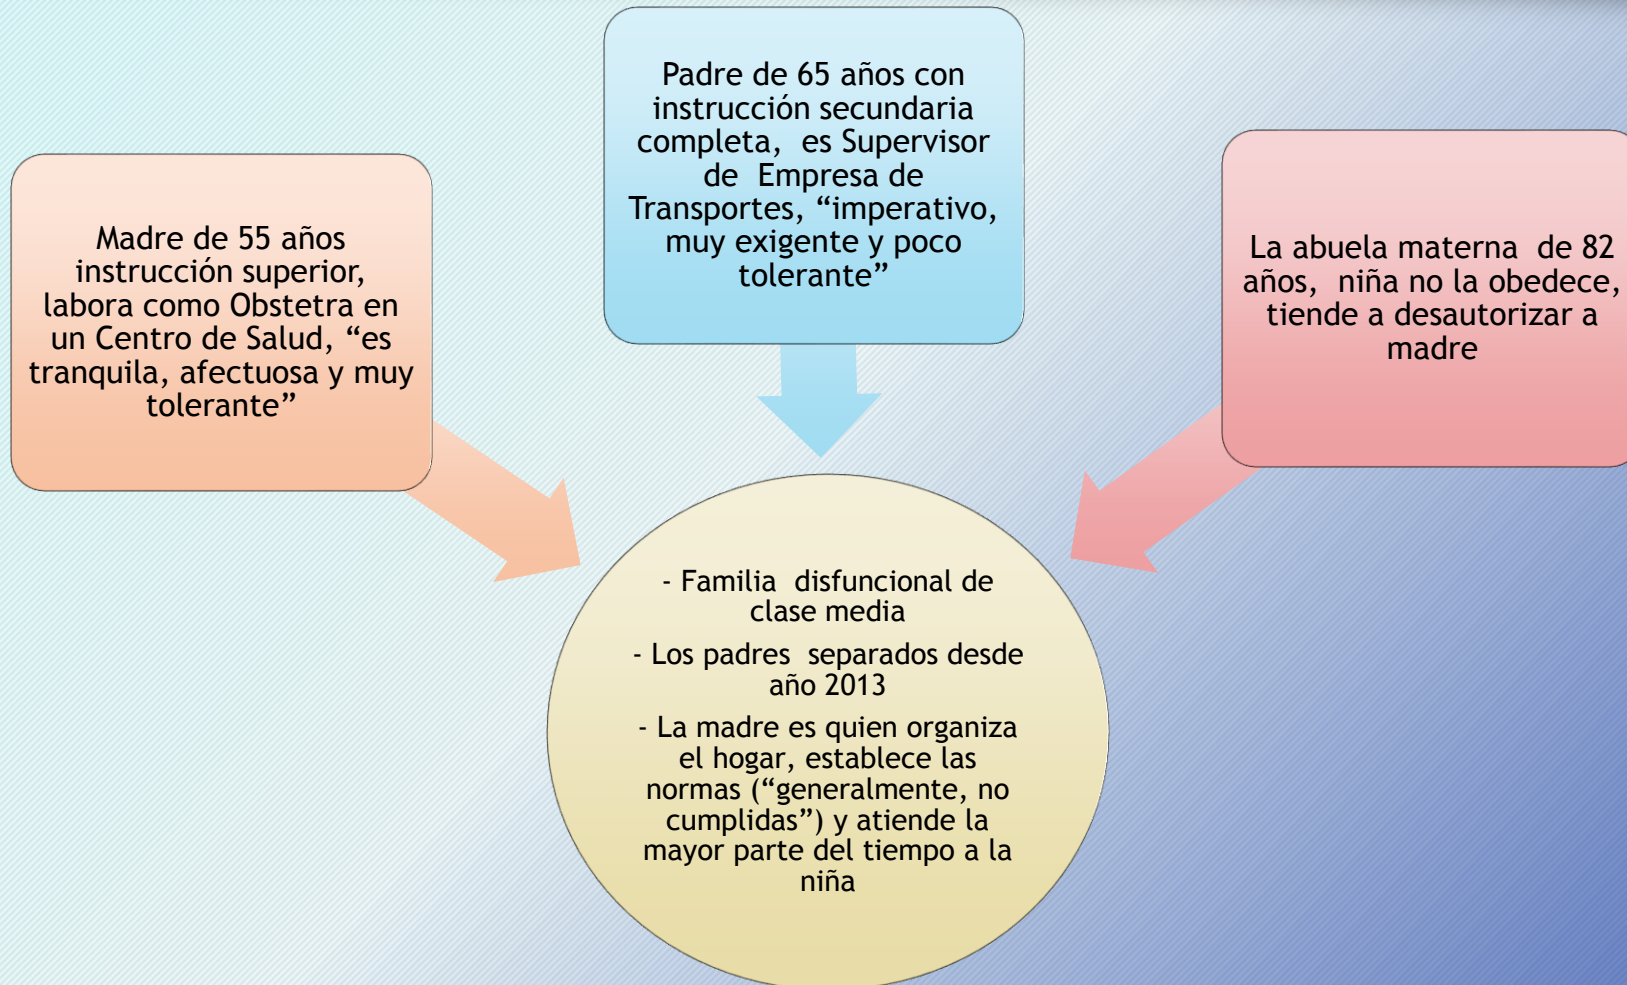 Madre de 55 años
instrucción superior,
labora como Obstetra en
un Centro de Salud, “es
tranquila, afectuosa y muy
tolerante”
Padre de 65 años con
instrucción secundaria
completa, es Supervisor
de Empresa de
Transportes, “imperativo,
muy exigente y poco
tolerante”
La abuela materna de 82
años, niña no la obedece,
tiende a desautorizar a
madre
- Familia disfuncional de
clase media
- Los padres separados desde
año 2013
- La madre es quien organiza
el hogar, establece las
normas (“generalmente, no
cumplidas”) y atiende la
mayor parte del tiempo a la
niña